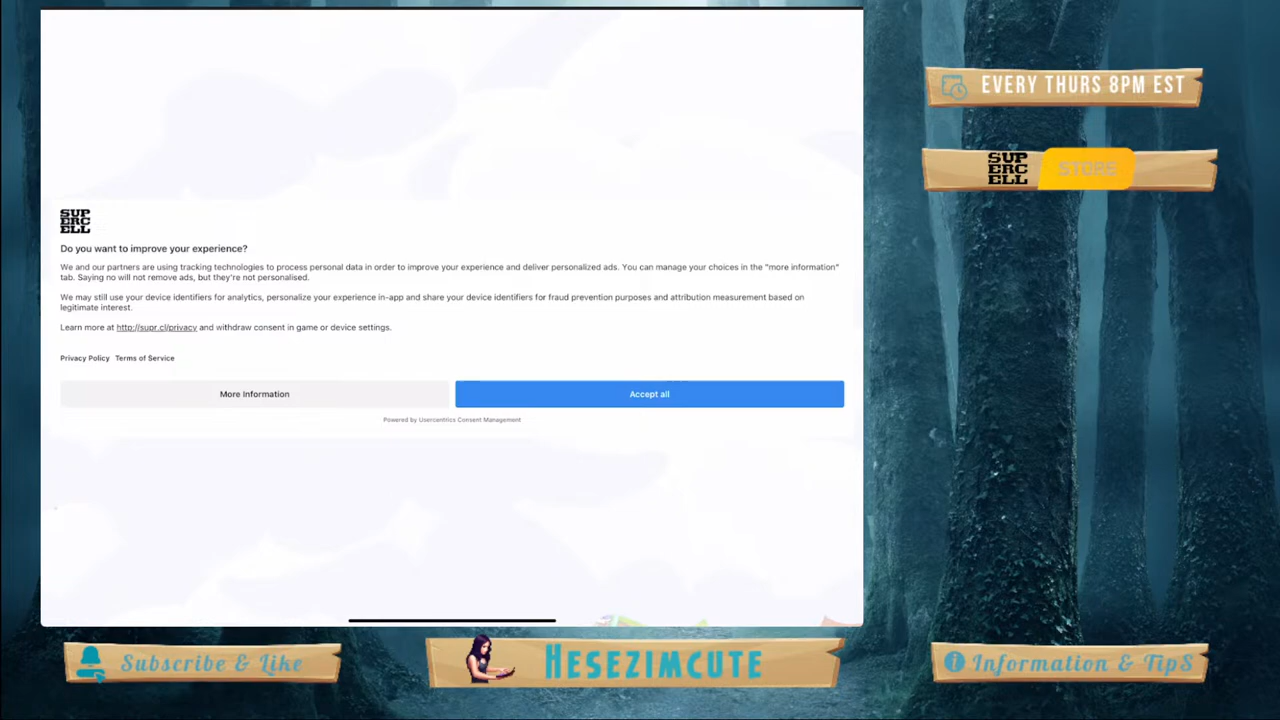 EVERY THURS 8PM EST
SUP
ERC
ELL
STORE
SUP
ERC
ELL
Do you want to improve your experience?
We and our partners are using tracking technologies to process personal data in order to improve your experience and deliver personalized ads. You can manage your choices in the "more information"
tab. Saying no will not remove ads, but they're not personalised.
We may still use your device identifiers for analytics, personalize your experience in-app and share your device identifiers for fraud prevention purposes and attribution measurement based on
legitimate interest.
Learn more at http://supr.cl/privacy and withdraw consent in game or device settings.
Privacy Policy Terms of Service
More Information
Accept all
Powered by Usercentrics Consent Management
Subscribe & Like
HESEZIMCUTE
Information & TipS